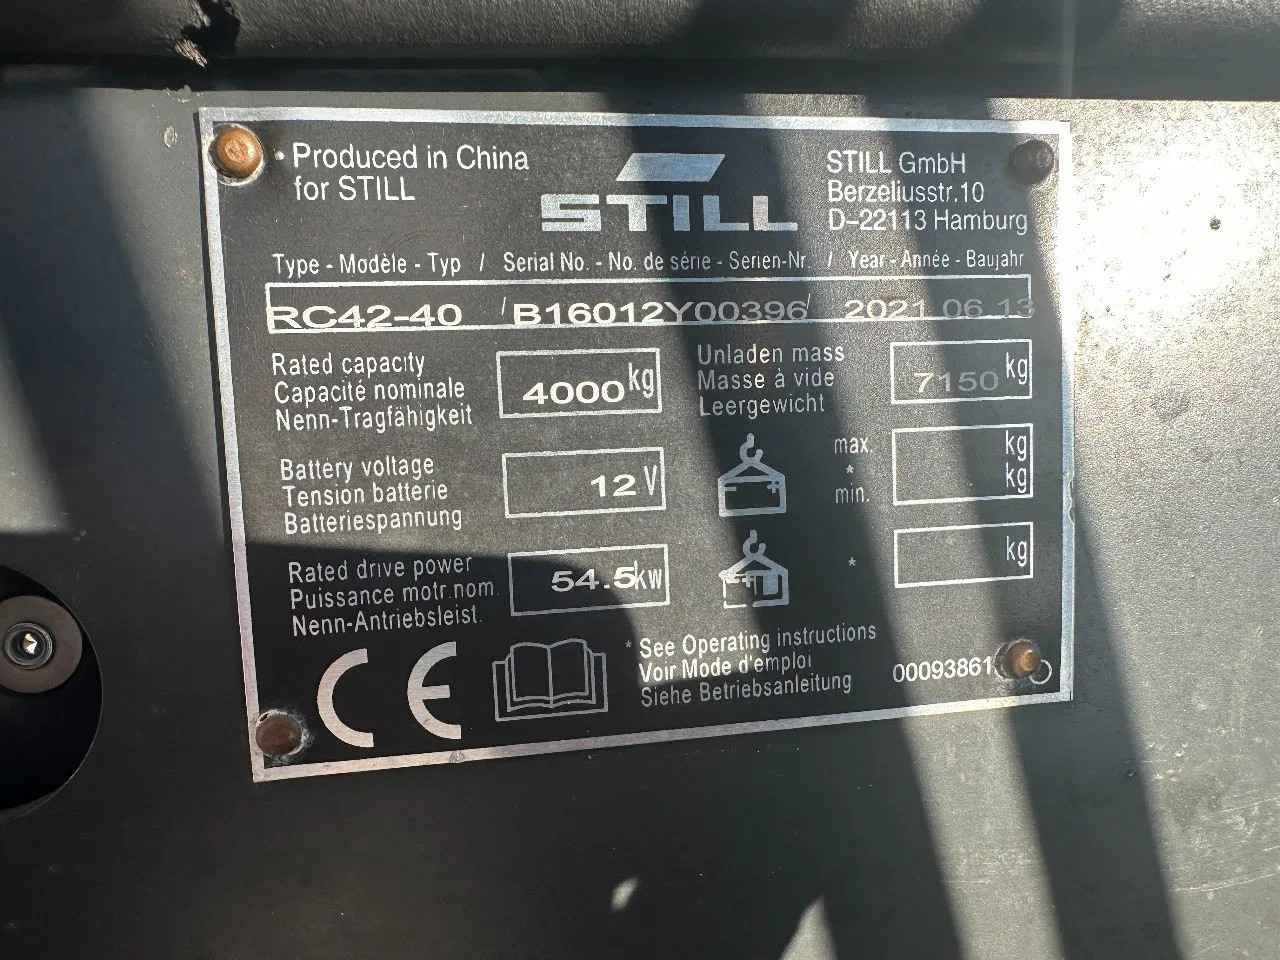 Produced in China
for STILL
STILL
STILL GmbH
Berzeliusstr.10
D-22113 Hamburg
Type - Modèle - Typ / Serial No. - No. de série - Serien-Nr. / Year - Année - Baujahr
RC42-40 / B16012Y00396 / 2021.06.13
Rated capacity
Capacité nominale
Nenn-Tragfähigkeit
4000 kg
Unladen mass
Masse à vide
Leergewicht
7150 kg
Battery voltage
Tension batterie
Batteriespannung
12 V
max.
*
min.
kg
kg
Rated drive power
Puissance motr.nom.
Nenn-Antriebsleist.
54.5 kw
*
kg
CE
* See Operating instructions
Voir Mode d'emploi
Siehe Betriebsanleitung